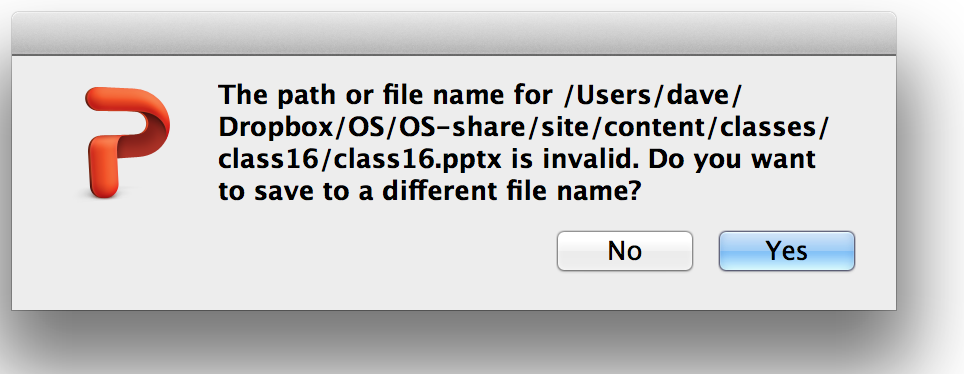 The path or file name for /Users/dave/
Dropbox/OS/OS-share/site/content/classes/
class16/class16.pptx is invalid. Do you want
to save to a different file name?
No
Yes